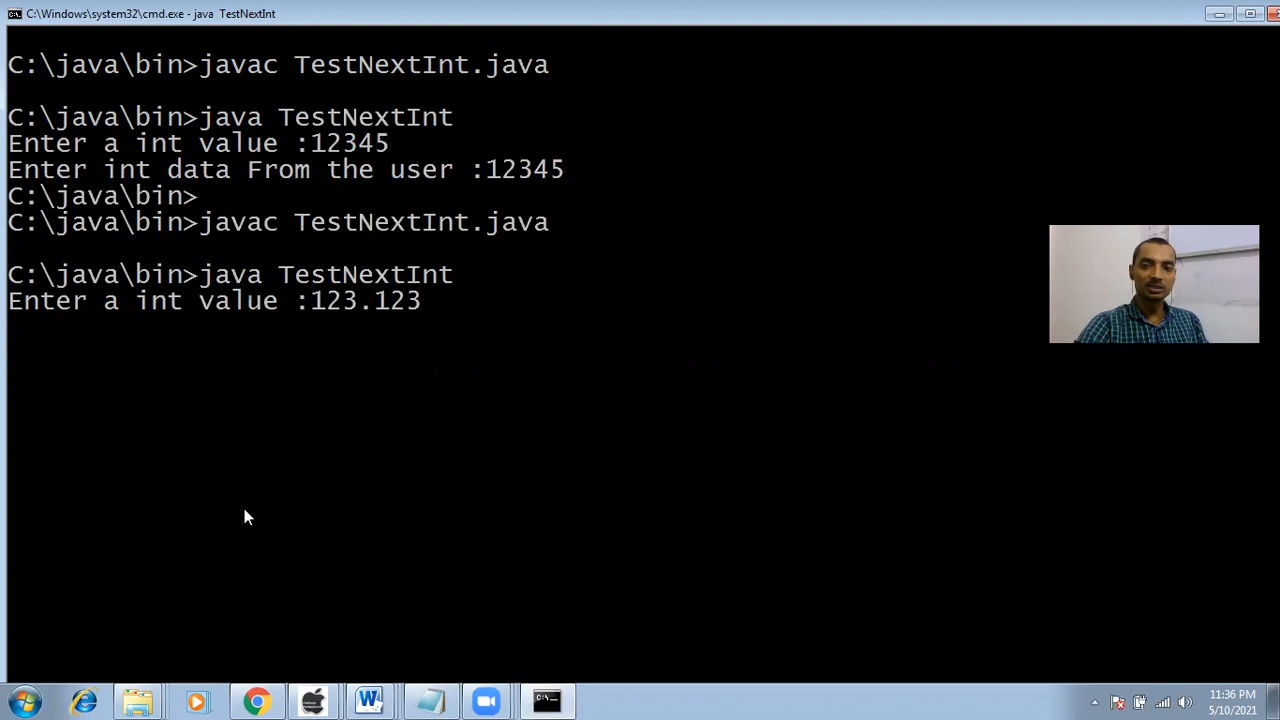 C:\Windows\system32\cmd.exe - java TestNextInt
C:\java\bin>javac TestNextInt.java
C:\java\bin>java TestNextInt
Enter a int value :12345
Enter int data From the user :12345
C:\java\bin>
C:\java\bin>javac TestNextInt.java
C:\java\bin>java TestNextInt
Enter a int value :123.123
11:36 PM
5/10/2021